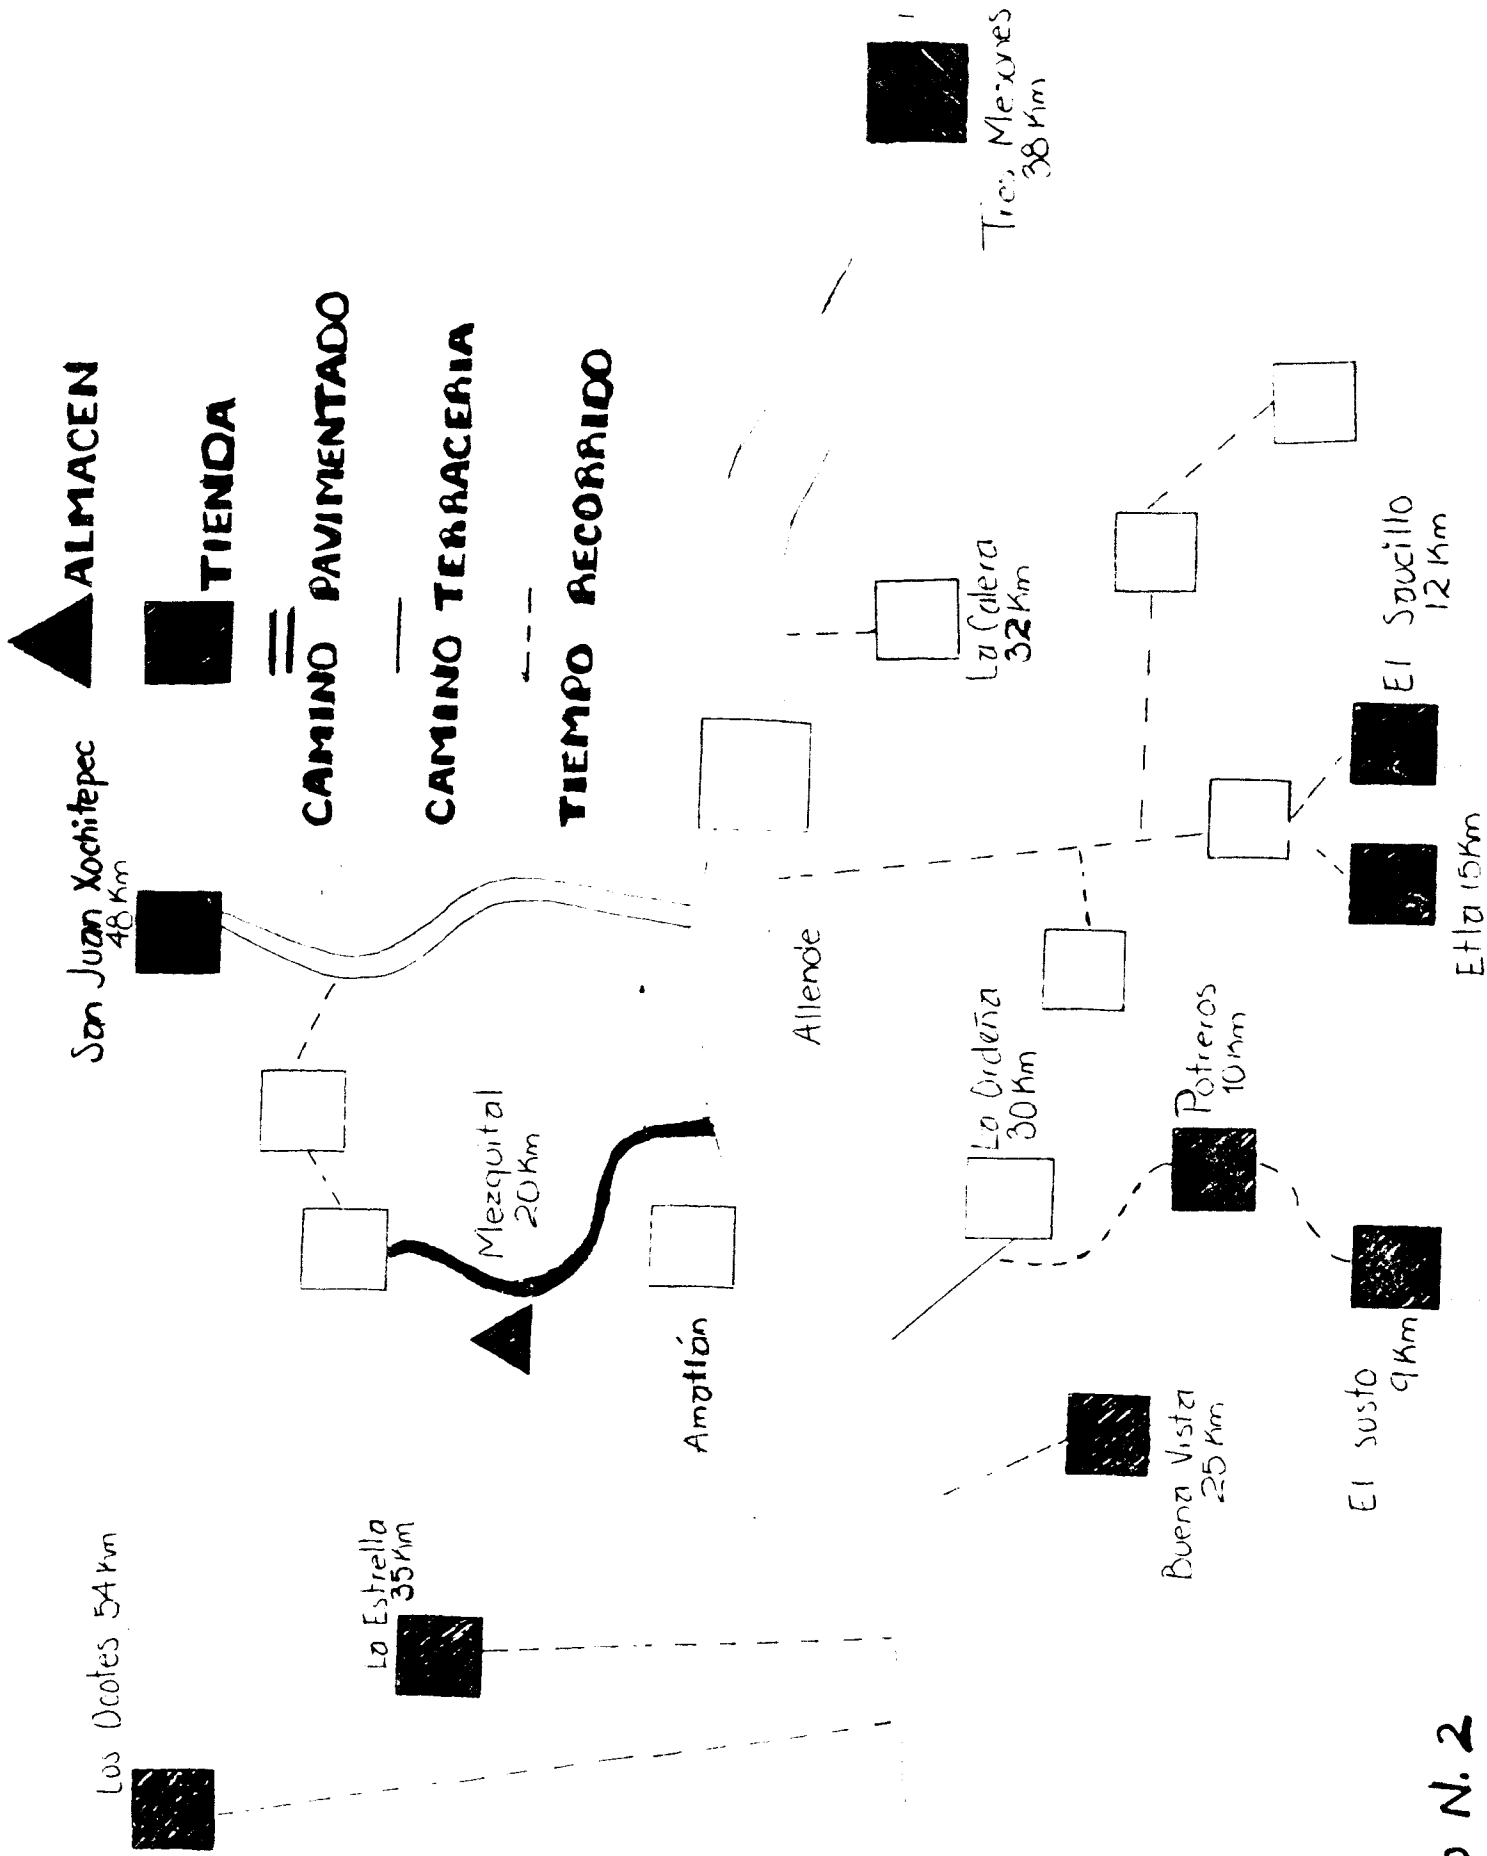 Los Ocotes 54 Km
San Juan Xochitepec
48 Km
ALMACEN
TIENDA
CAMINO PAVIMENTADO
CAMINO TERRACERIA
TIEMPO RECORRIDO
La Estrella
35 Km
Mezquital
20 Km
Amatlán
Allende
La Ordeña
30 Km
La Calera
32 Km
Tres Mesones
38 Km
Buena Vista
25 Km
Potreros
10 Km
El susto
9 Km
Etla 15 Km
El Saucillo
12 Km
N. 2